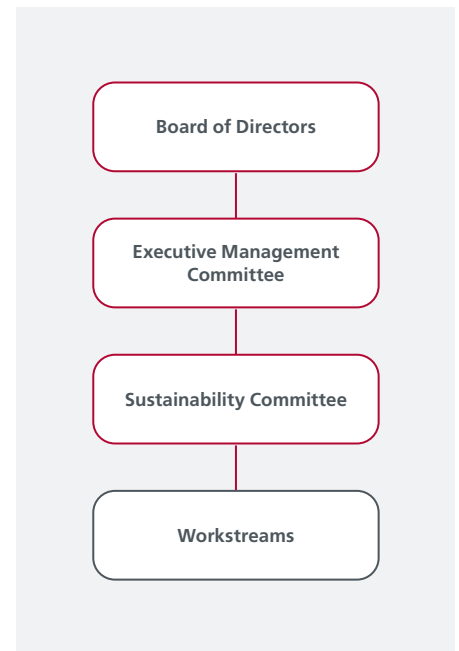 Board of Directors
Executive Management
Committee
Sustainability Committee
Workstreams